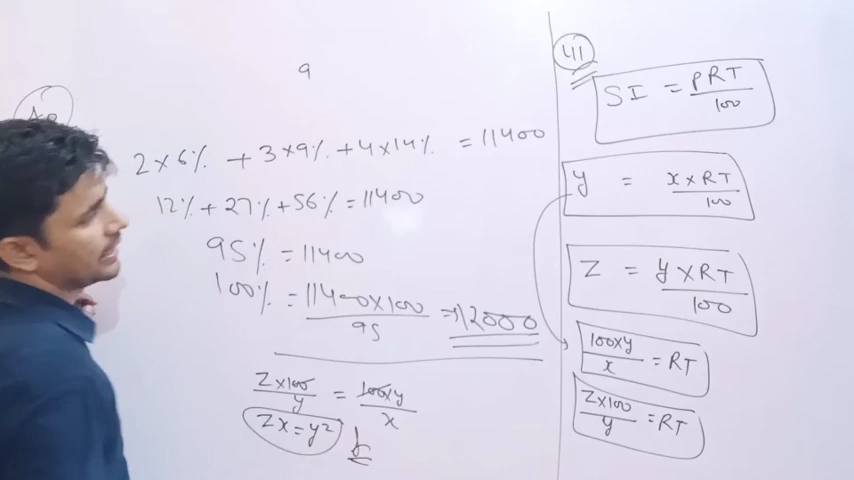 9
2 × 6% + 3 × 9% + 4 × 14% = 11400
12% + 27% + 56% = 11400
95% = 11400
100% = 11400×100/95 ⇒ 12000
Z×100/y = 100×y/x
Zx = y² b
41
SI = PRT/100
y = x×RT/100
Z = y×RT/100
100×y/x = RT
Z×100/y = RT